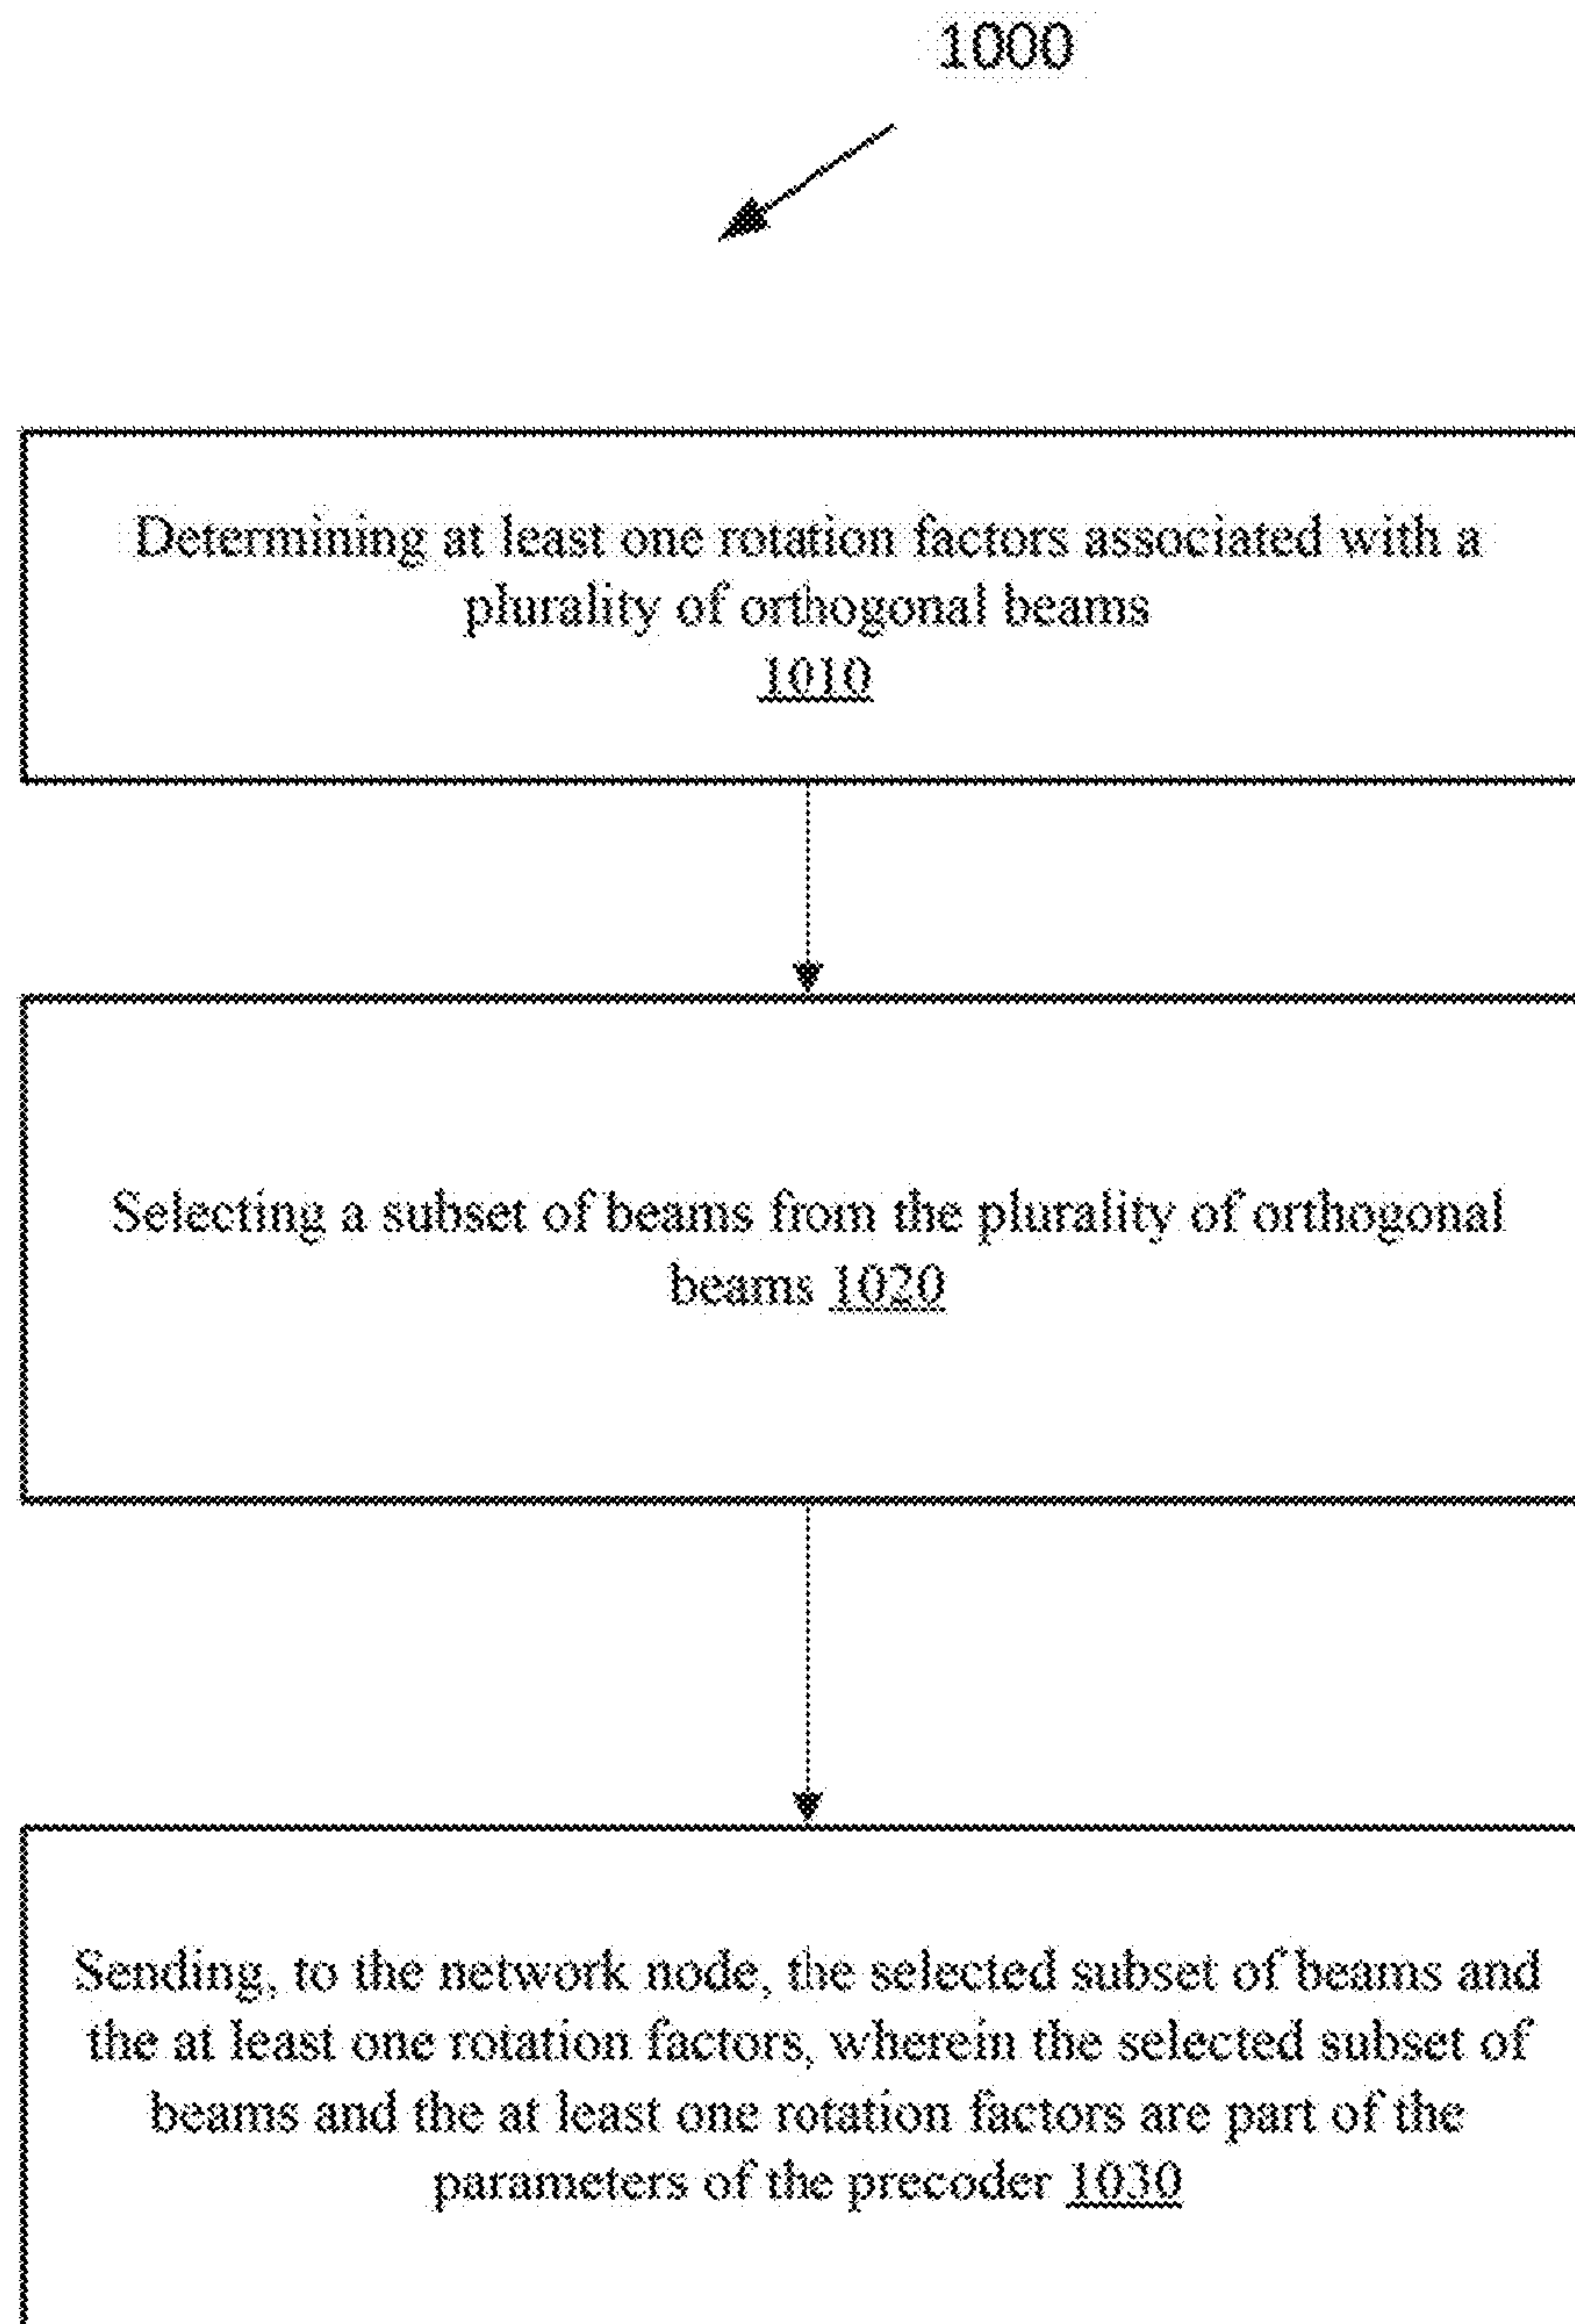 1000
Determining at least one rotation factors associated with a
plurality of orthogonal beams
1010
Selecting a subset of beams from the plurality of orthogonal
beams 1020
Sending, to the network node, the selected subset of beams and
the at least one rotation factors, wherein the selected subset of
beams and the at least one rotation factors are part of the
parameters of the precoder 1030